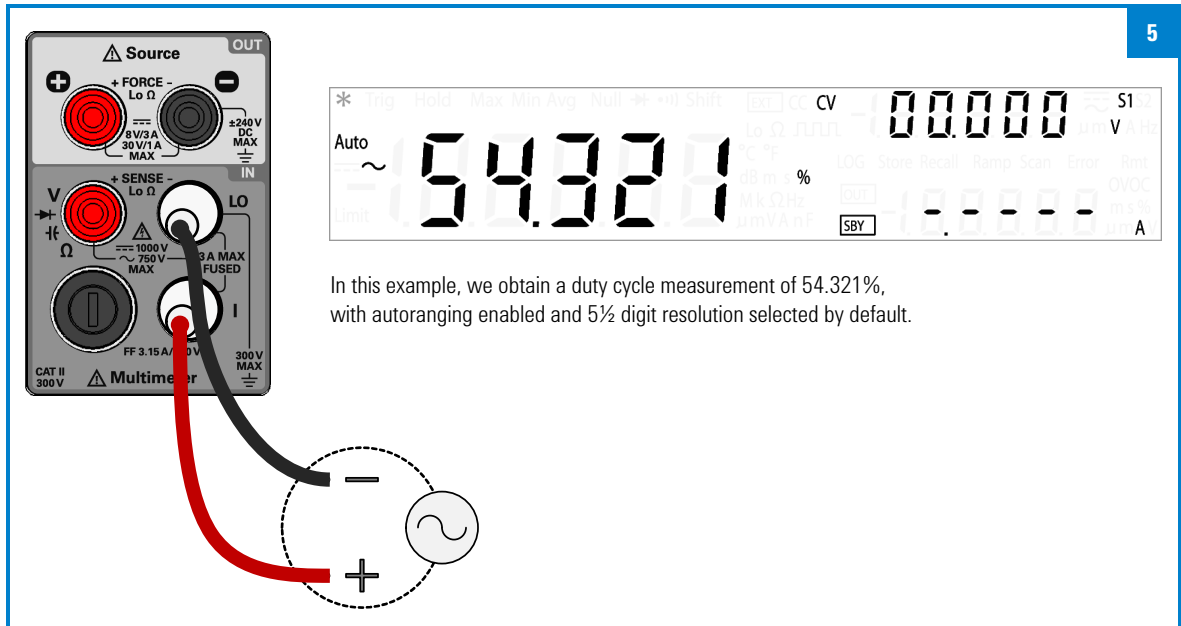 5
⚠ Source OUT
+ FORCE –
Lo Ω
8 V/3 A
30 V/1 A
MAX
±240 V
DC
MAX
IN
+ SENSE –
Lo Ω
V
Ω
LO
1000 V
750 V
MAX
3 A MAX
FUSED
I
FF 3.15 A/
V
300 V
MAX
CAT II
300 V
⚠ Multimeter
* Trig Hold Max Min Avg Null Shift EXT CC CV 00.000 S1 S2
Auto
54.321
%
Lo Ω
°C °F
dB m s
M k Ω Hz
µ m V A n F
Limit
V A Hz
LOG Store Recall Ramp Scan Error Rmt
OUT
OVOC
m s %
SBY
-.----
µ m A V
In this example, we obtain a duty cycle measurement of 54.321%,
with autoranging enabled and 5½ digit resolution selected by default.
– 
+